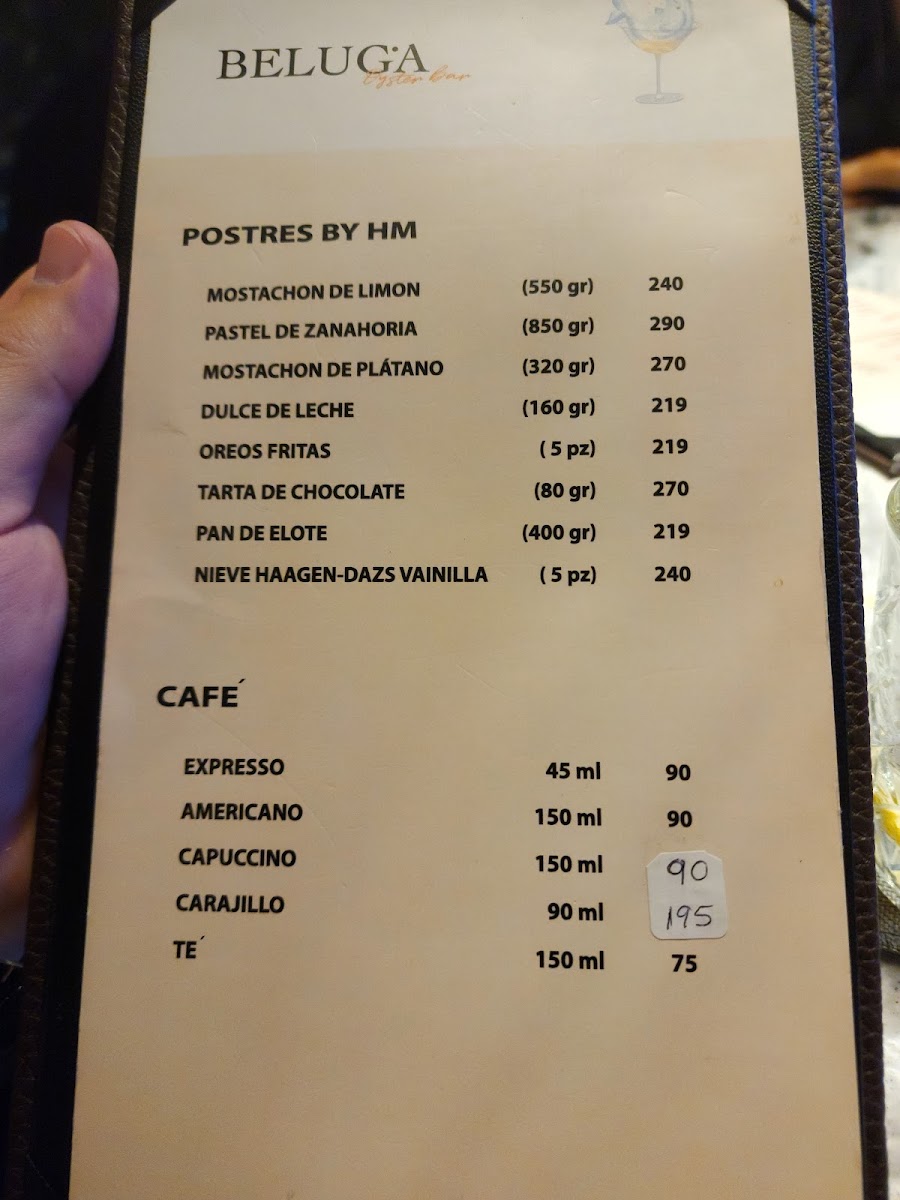 BELUGA
Oyster Bar
POSTRES BY HM
MOSTACHON DE LIMON (550 gr) 240
PASTEL DE ZANAHORIA (850 gr) 290
MOSTACHON DE PLÁTANO (320 gr) 270
DULCE DE LECHE (160 gr) 219
OREOS FRITAS ( 5 pz) 219
TARTA DE CHOCOLATE (80 gr) 270
PAN DE ELOTE (400 gr) 219
NIEVE HAAGEN-DAZS VAINILLA ( 5 pz) 240
CAFE´
EXPRESSO 45 ml 90
AMERICANO 150 ml 90
CAPUCCINO 150 ml 90
CARAJILLO 90 ml 195
TE´ 150 ml 75